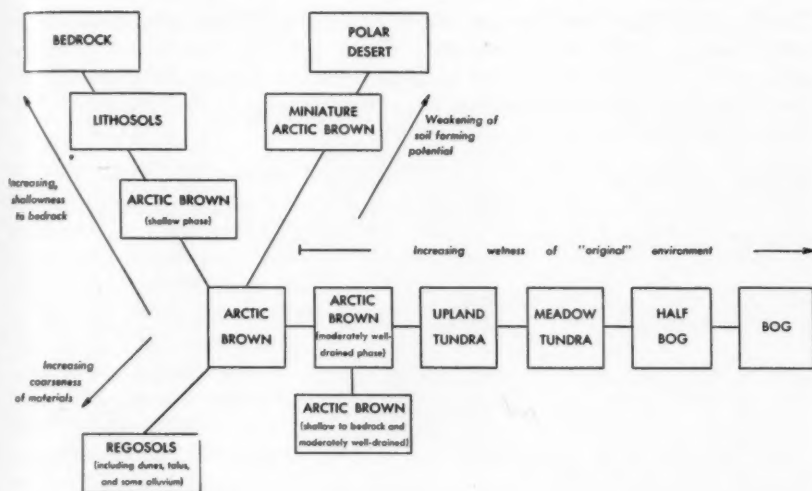 BEDROCK
POLAR
DESERT
LITHOSOLS
MINIATURE
ARCTIC BROWN
Weakening of
soil forming
potential
Increasing,
shallowness
to bedrock
ARCTIC BROWN
(shallow phase)
Increasing wetness of "original" environment
ARCTIC
BROWN
ARCTIC
BROWN
(moderately well-
drained phase)
UPLAND
TUNDRA
MEADOW
TUNDRA
HALF
BOG
BOG
Increasing
coarseness
of materials
ARCTIC BROWN
(shallow to bedrock and
moderately well-drained)
REGOSOLS
(including dunes, talus,
and some alluvium)